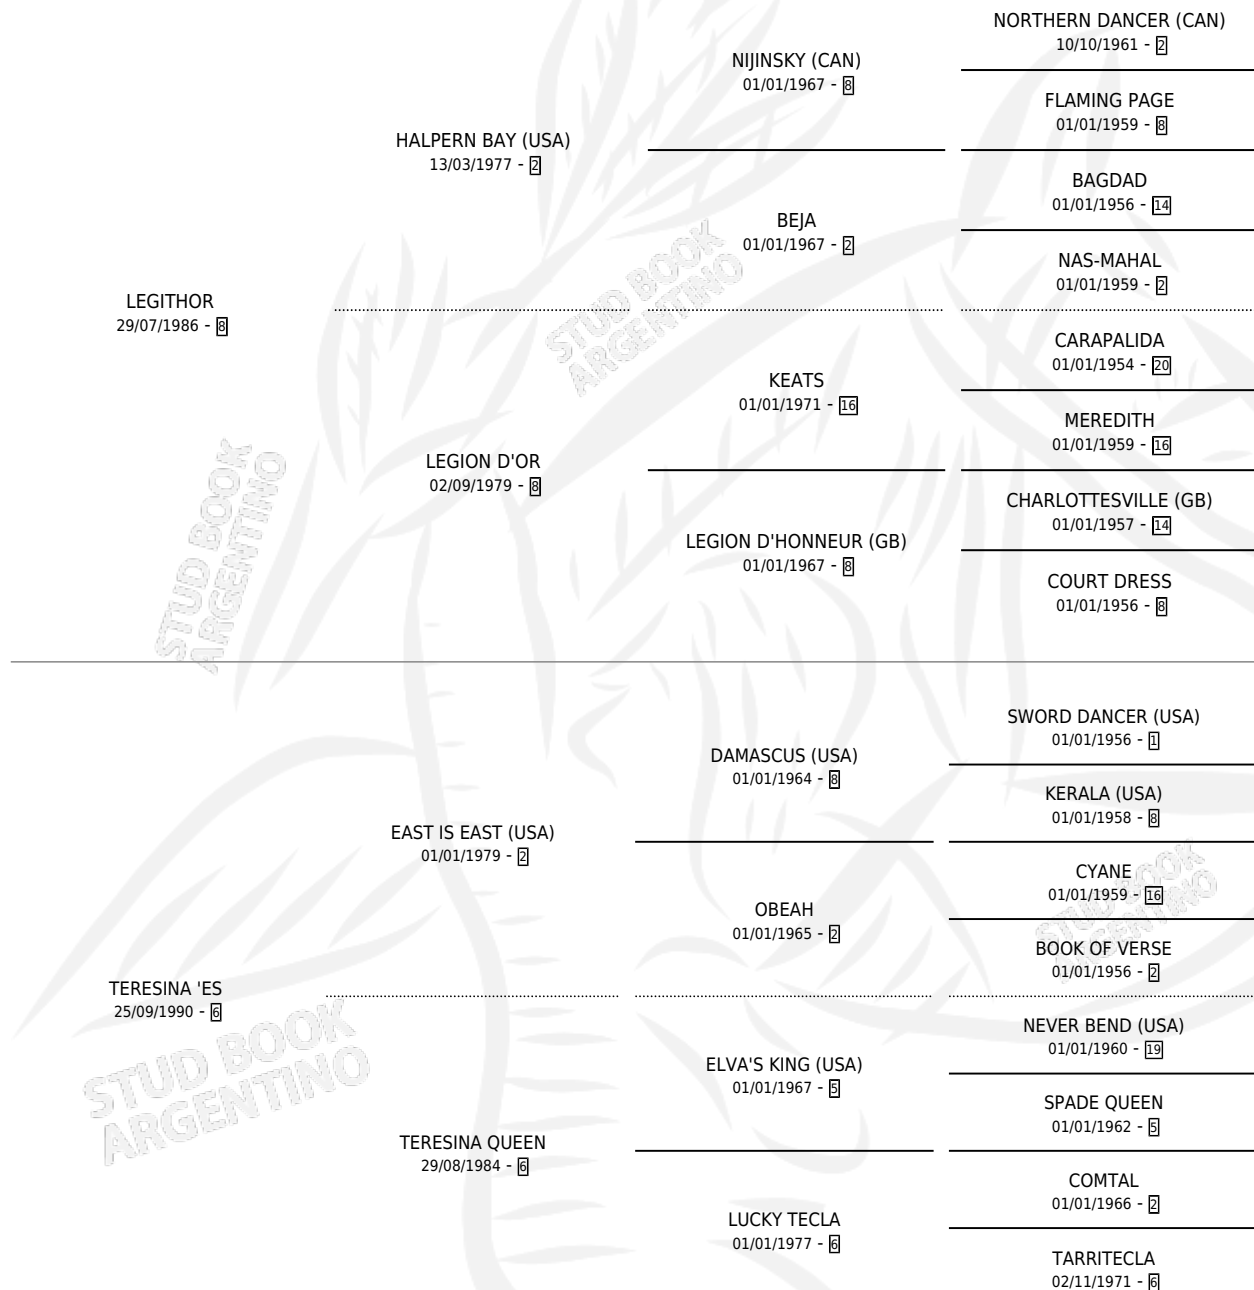 NORTHERN DANCER (CAN)
10/10/1961 - 2
NIJINSKY (CAN)
01/01/1967 - 8
FLAMING PAGE
01/01/1959 - 8
HALPERN BAY (USA)
13/03/1977 - 2
BAGDAD
01/01/1956 - 14
BEJA
01/01/1967 - 2
NAS-MAHAL
01/01/1959 - 2
LEGITHOR
29/07/1986 - 8
CARAPALIDA
01/01/1954 - 20
KEATS
01/01/1971 - 16
MEREDITH
01/01/1959 - 16
LEGION D'OR
02/09/1979 - 8
CHARLOTTESVILLE (GB)
01/01/1957 - 14
LEGION D'HONNEUR (GB)
01/01/1967 - 8
COURT DRESS
01/01/1956 - 8
SWORD DANCER (USA)
01/01/1956 - 1
DAMASCUS (USA)
01/01/1964 - 8
KERALA (USA)
01/01/1958 - 8
EAST IS EAST (USA)
01/01/1979 - 2
CYANE
01/01/1959 - 16
OBEAH
01/01/1965 - 2
BOOK OF VERSE
01/01/1956 - 2
TERESINA 'ES
25/09/1990 - 6
NEVER BEND (USA)
01/01/1960 - 19
ELVA'S KING (USA)
01/01/1967 - 5
SPADE QUEEN
01/01/1962 - 5
TERESINA QUEEN
29/08/1984 - 6
COMTAL
01/01/1966 - 2
LUCKY TECLA
01/01/1977 - 6
TARRITECLA
02/11/1971 - 6
STUD BOOK
ARGENTINO
STUD BOOK
ARGENTINO
STUD BOOK
ARGENTINO
STUD BOOK
ARGENTINO